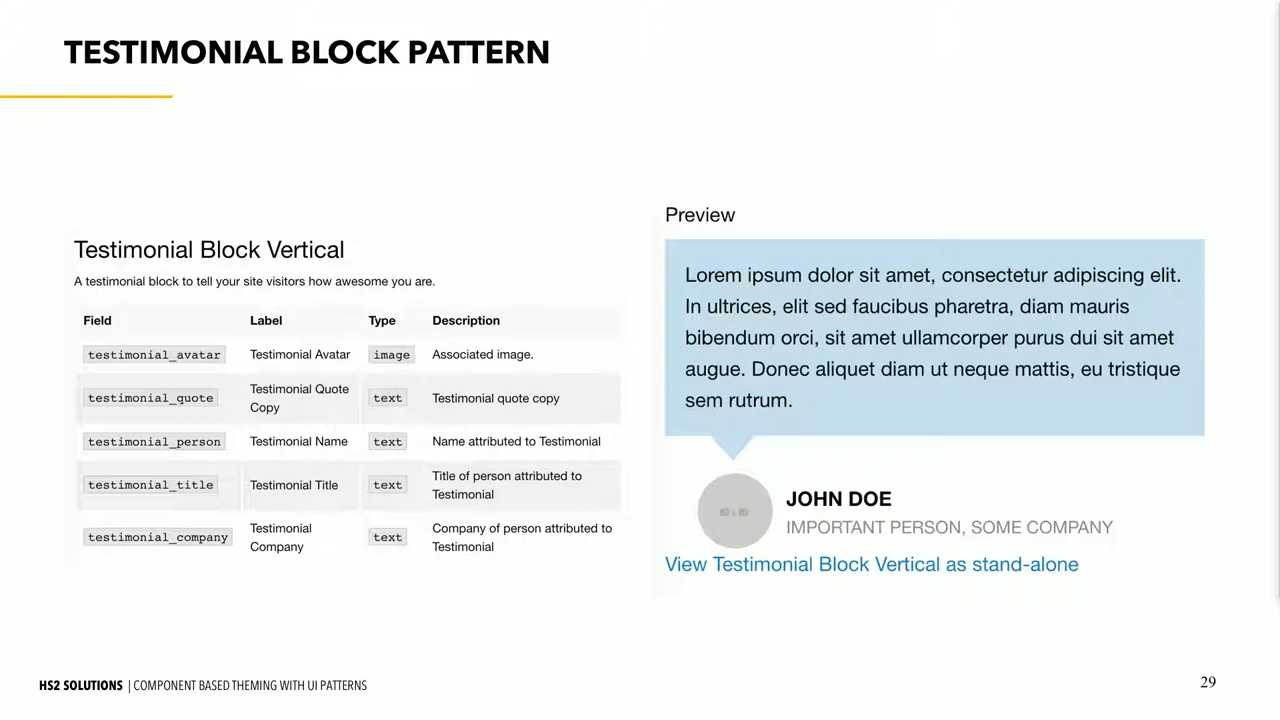 TESTIMONIAL BLOCK PATTERN
Testimonial Block Vertical
A testimonial block to tell your site visitors how awesome you are.
Field Label Type Description
testimonial_avatar Testimonial Avatar image Associated image.
testimonial_quote Testimonial Quote Copy text Testimonial quote copy
testimonial_person Testimonial Name text Name attributed to Testimonial
testimonial_title Testimonial Title text Title of person attributed to Testimonial
testimonial_company Testimonial Company text Company of person attributed to Testimonial
Preview
Lorem ipsum dolor sit amet, consectetur adipiscing elit.
In ultrices, elit sed faucibus pharetra, diam mauris
bibendum orci, sit amet ullamcorper purus dui sit amet
augue. Donec aliquet diam ut neque mattis, eu tristique
sem rutrum.
JOHN DOE
IMPORTANT PERSON, SOME COMPANY
View Testimonial Block Vertical as stand-alone
HS2 SOLUTIONS | COMPONENT BASED THEMING WITH UI PATTERNS
29